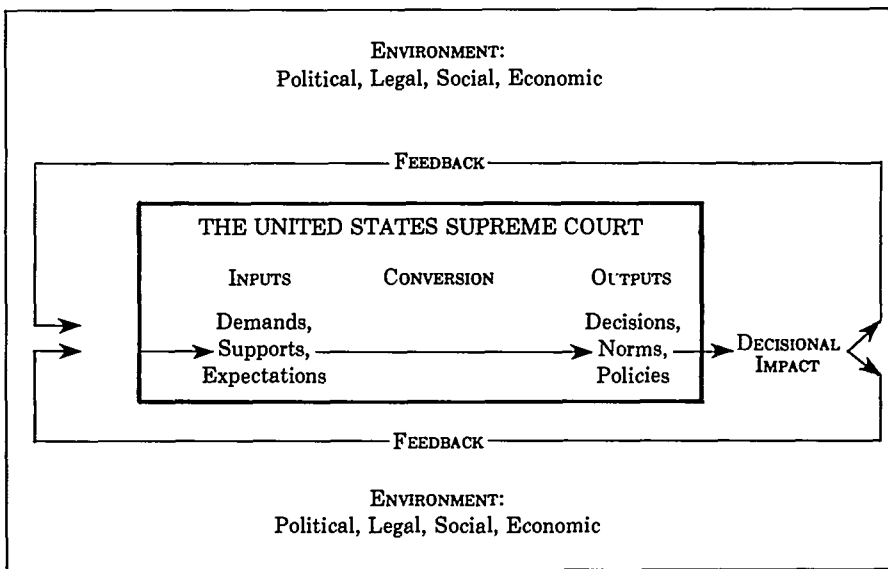 ENVIRONMENT:
Political, Legal, Social, Economic
FEEDBACK
THE UNITED STATES SUPREME COURT
INPUTS CONVERSION OUTPUTS
Demands, Decisions,
Supports, Norms, DECISIONAL
Expectations Policies IMPACT
FEEDBACK
ENVIRONMENT:
Political, Legal, Social, Economic